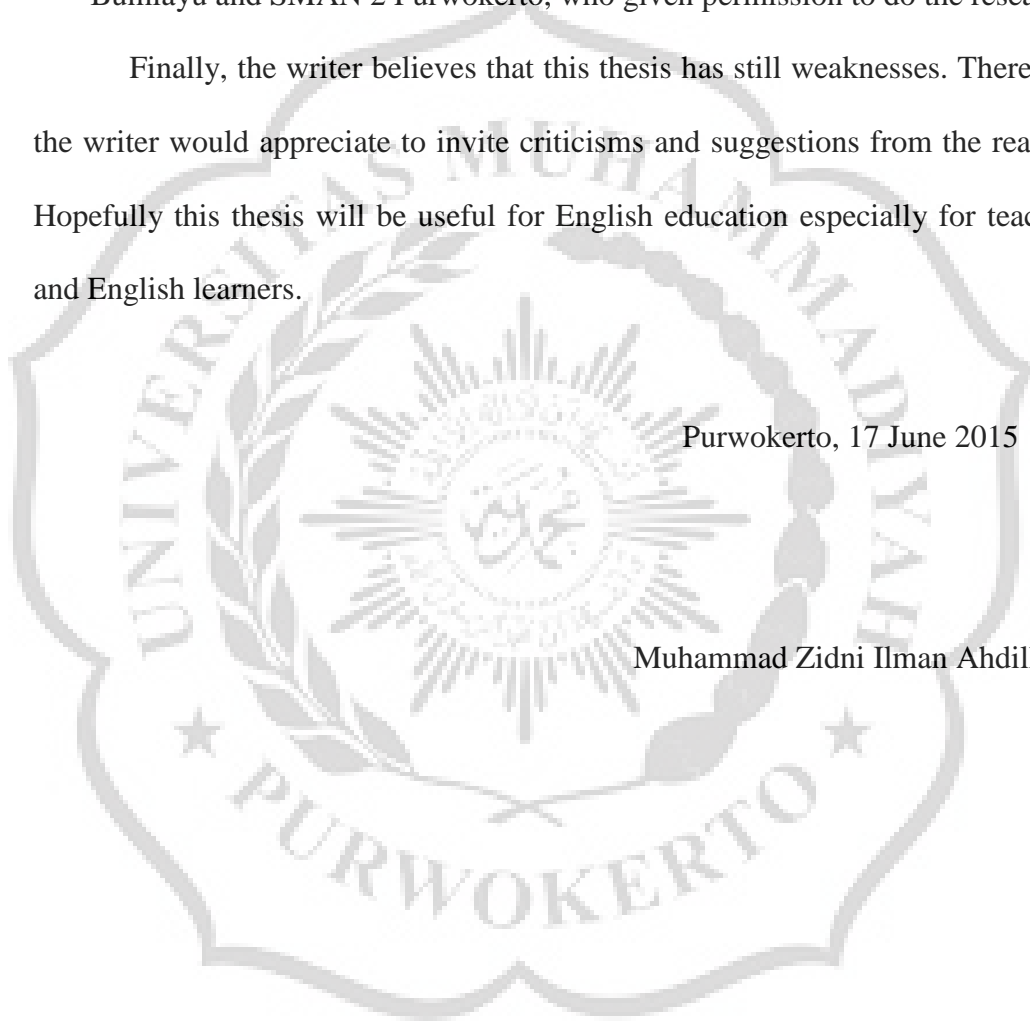 Bumiayu and SMAN 2 Purwokerto, who given permission to do the resea
Finally, the writer believes that this thesis has still weaknesses. There
the writer would appreciate to invite criticisms and suggestions from the rea
Hopefully this thesis will be useful for English education especially for teac
and English learners.
Purwokerto, 17 June 2015
Muhammad Zidni Ilman Ahdil
UNIVERSITAS MUHAMMADIYAH
PURWOKERTO